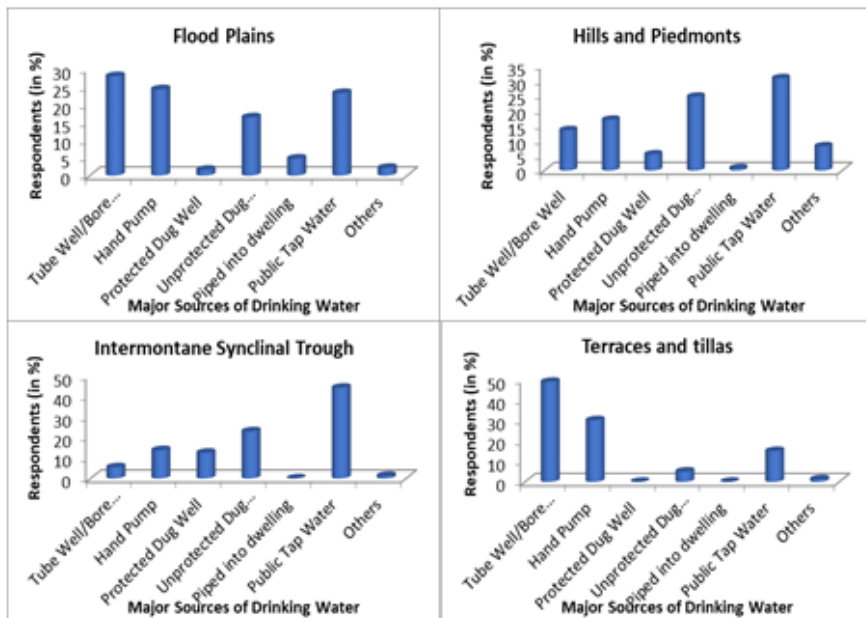 Flood Plains
Respondents (in %)
30
25
20
15
10
5
0
Tube Well/Bore...
Hand Pump
Protected Dug Well
Unprotected Dug...
Piped into dwelling
Public Tap Water
Others
Major Sources of Drinking Water
Hills and Piedmonts
Respondents (in %)
35
30
25
20
15
10
5
0
Tube Well/Bore Well
Hand Pump
Protected Dug Well
Unprotected Dug...
Piped into dwelling
Public Tap Water
Others
Major Sources of Drinking Water
Intermontane Synclinal Trough
Respondents (in %)
50
40
30
20
10
0
Tube Well/Bore...
Hand Pump
Protected Dug Well
Unprotected Dug...
Piped into dwelling
Public Tap Water
Others
Major Sources of Drinking Water
Terraces and tillas
Respondents (in %)
50
40
30
20
10
0
Tube Well/Bore...
Hand Pump
Protected Dug Well
Unprotected Dug...
Piped into dwelling
Public Tap Water
Others
Major Sources of Drinking Water